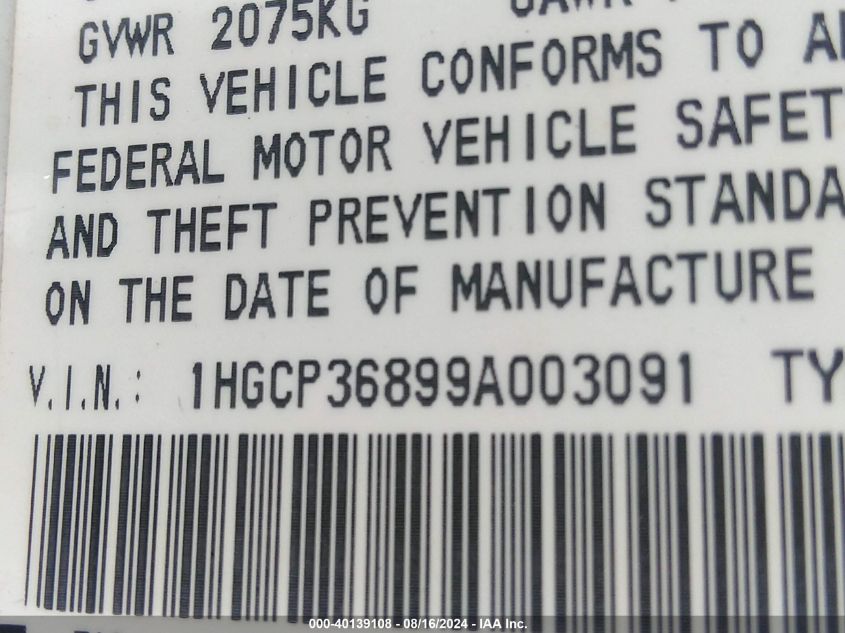 GVWR 2075KG GAWR
THIS VEHICLE CONFORMS TO
FEDERAL MOTOR VEHICLE SAFET
AND THEFT PREVENTION STANDA
ON THE DATE OF MANUFACTURE
V.I.N.: 1HGCP36899A003091 TY
000-40139108 - 08/16/2024 - IAA Inc.